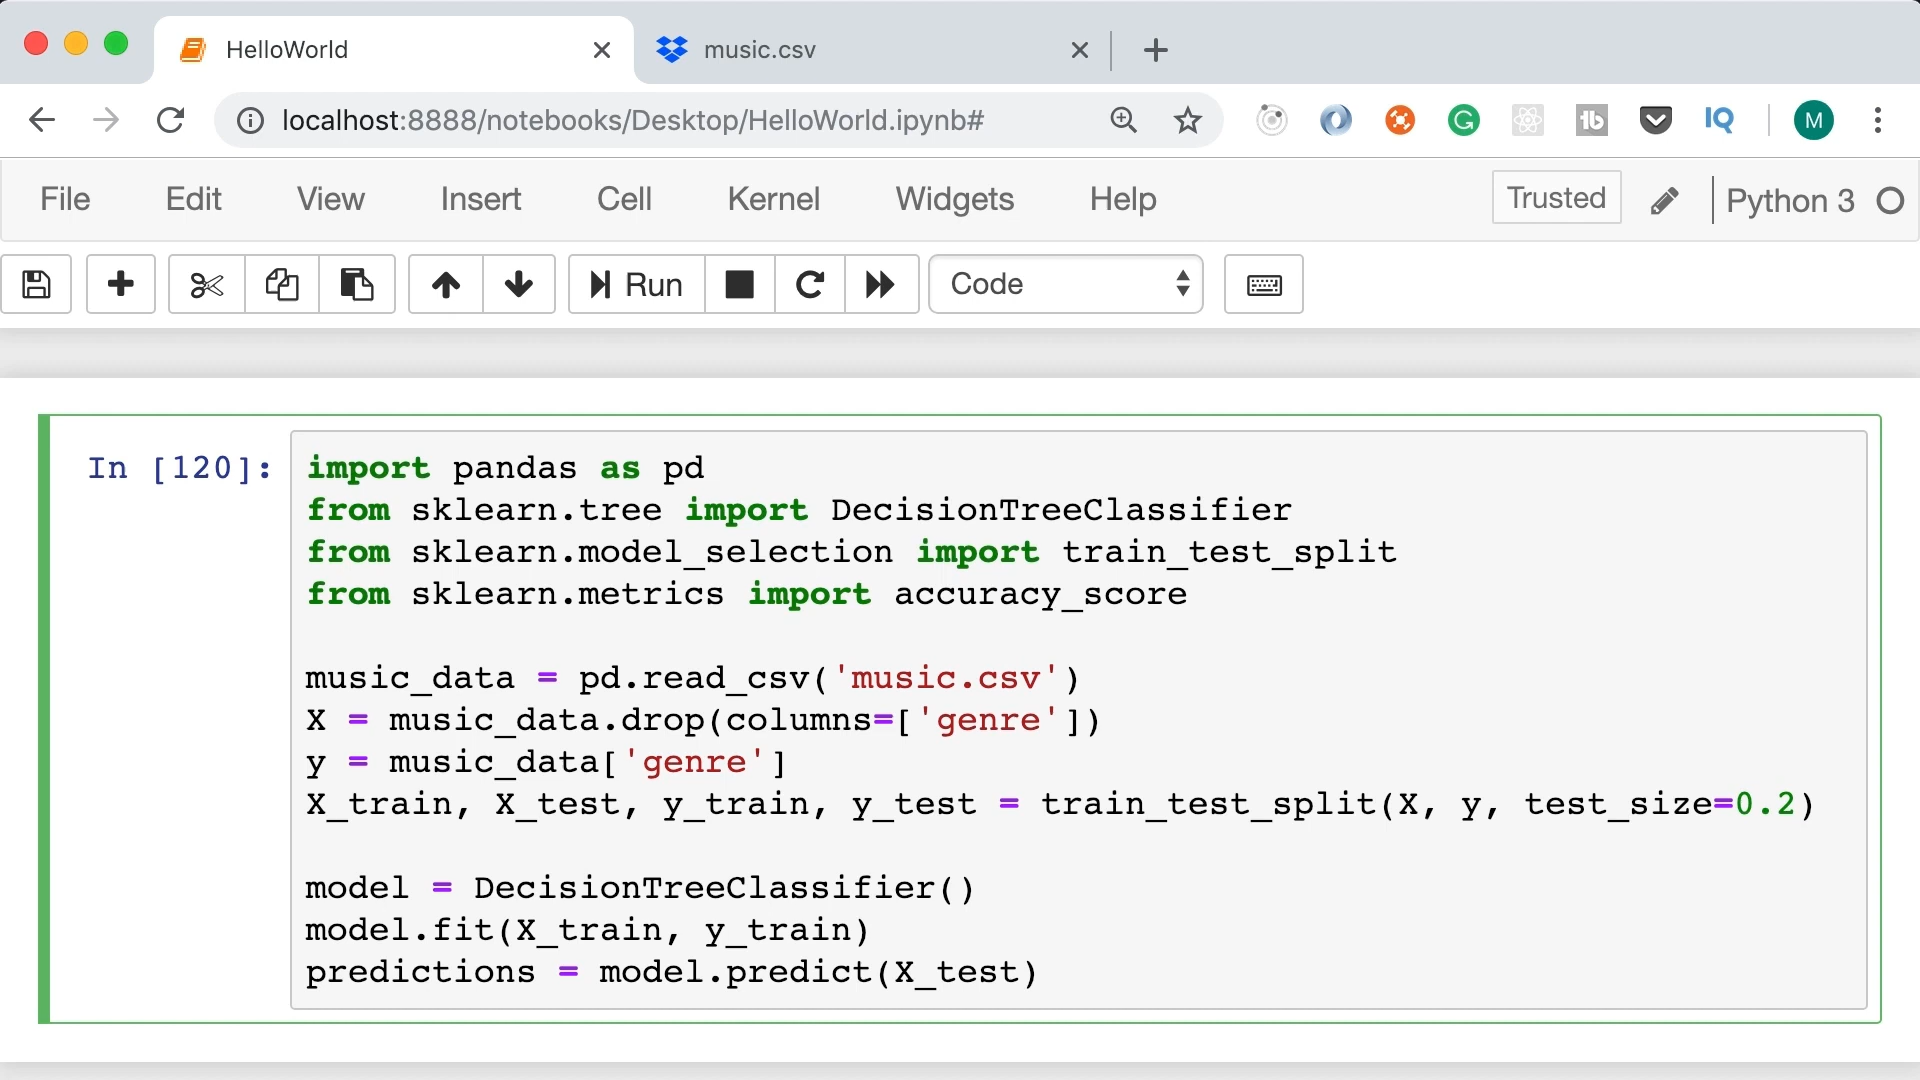 HelloWorld
music.csv
localhost:8888/notebooks/Desktop/HelloWorld.ipynb#
G
tb
IQ
M
File Edit View Insert Cell Kernel Widgets Help Trusted Python 3
Run Code
In [120]:
import pandas as pd
from sklearn.tree import DecisionTreeClassifier
from sklearn.model_selection import train_test_split
from sklearn.metrics import accuracy_score
music_data = pd.read_csv('music.csv')
X = music_data.drop(columns=['genre'])
y = music_data['genre']
X_train, X_test, y_train, y_test = train_test_split(X, y, test_size=0.2)
model = DecisionTreeClassifier()
model.fit(X_train, y_train)
predictions = model.predict(X_test)